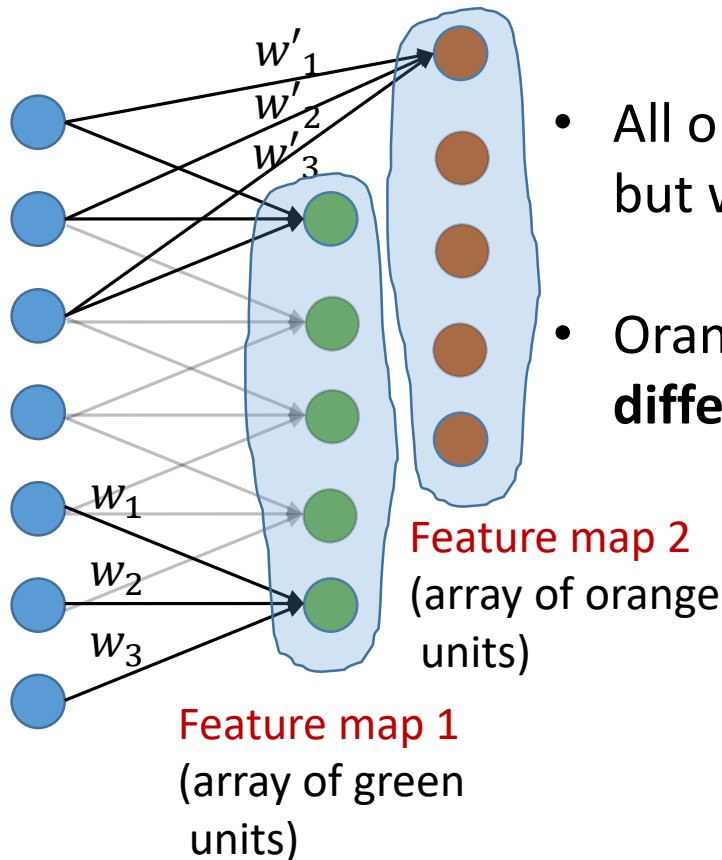 w'₁
w'₂
w'₃
• All o
but
• Oran
diffe
w₁
w₂
w₃
Feature map 2
(array of orange
units)
Feature map 1
(array of green
units)